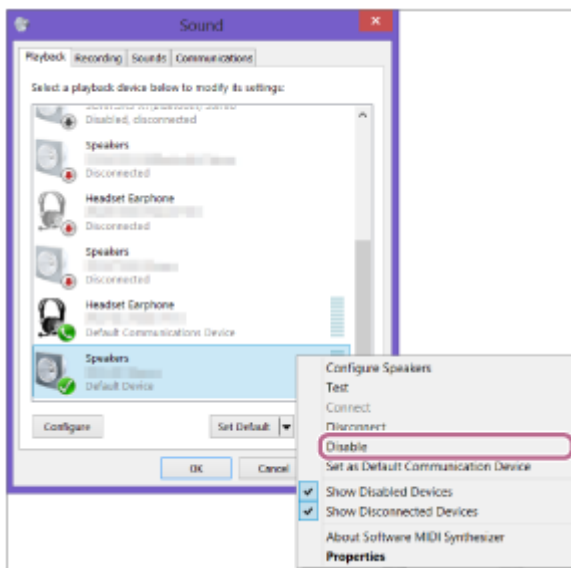 Sound
Playback Recording Sounds Communications
Select a playback device below to modify its settings:
Disabled, disconnected
Speakers
Disconnected
Headset Earphone
Disconnected
Speakers
Disconnected
Headset Earphone
Default Communications Device
Speakers
Default Device
Configure Set Default
OK Cancel
Configure Speakers
Test
Connect
Disconnect
Disable
Set as Default Communication Device
Show Disabled Devices
Show Disconnected Devices
About Software MIDI Synthesizer
Properties